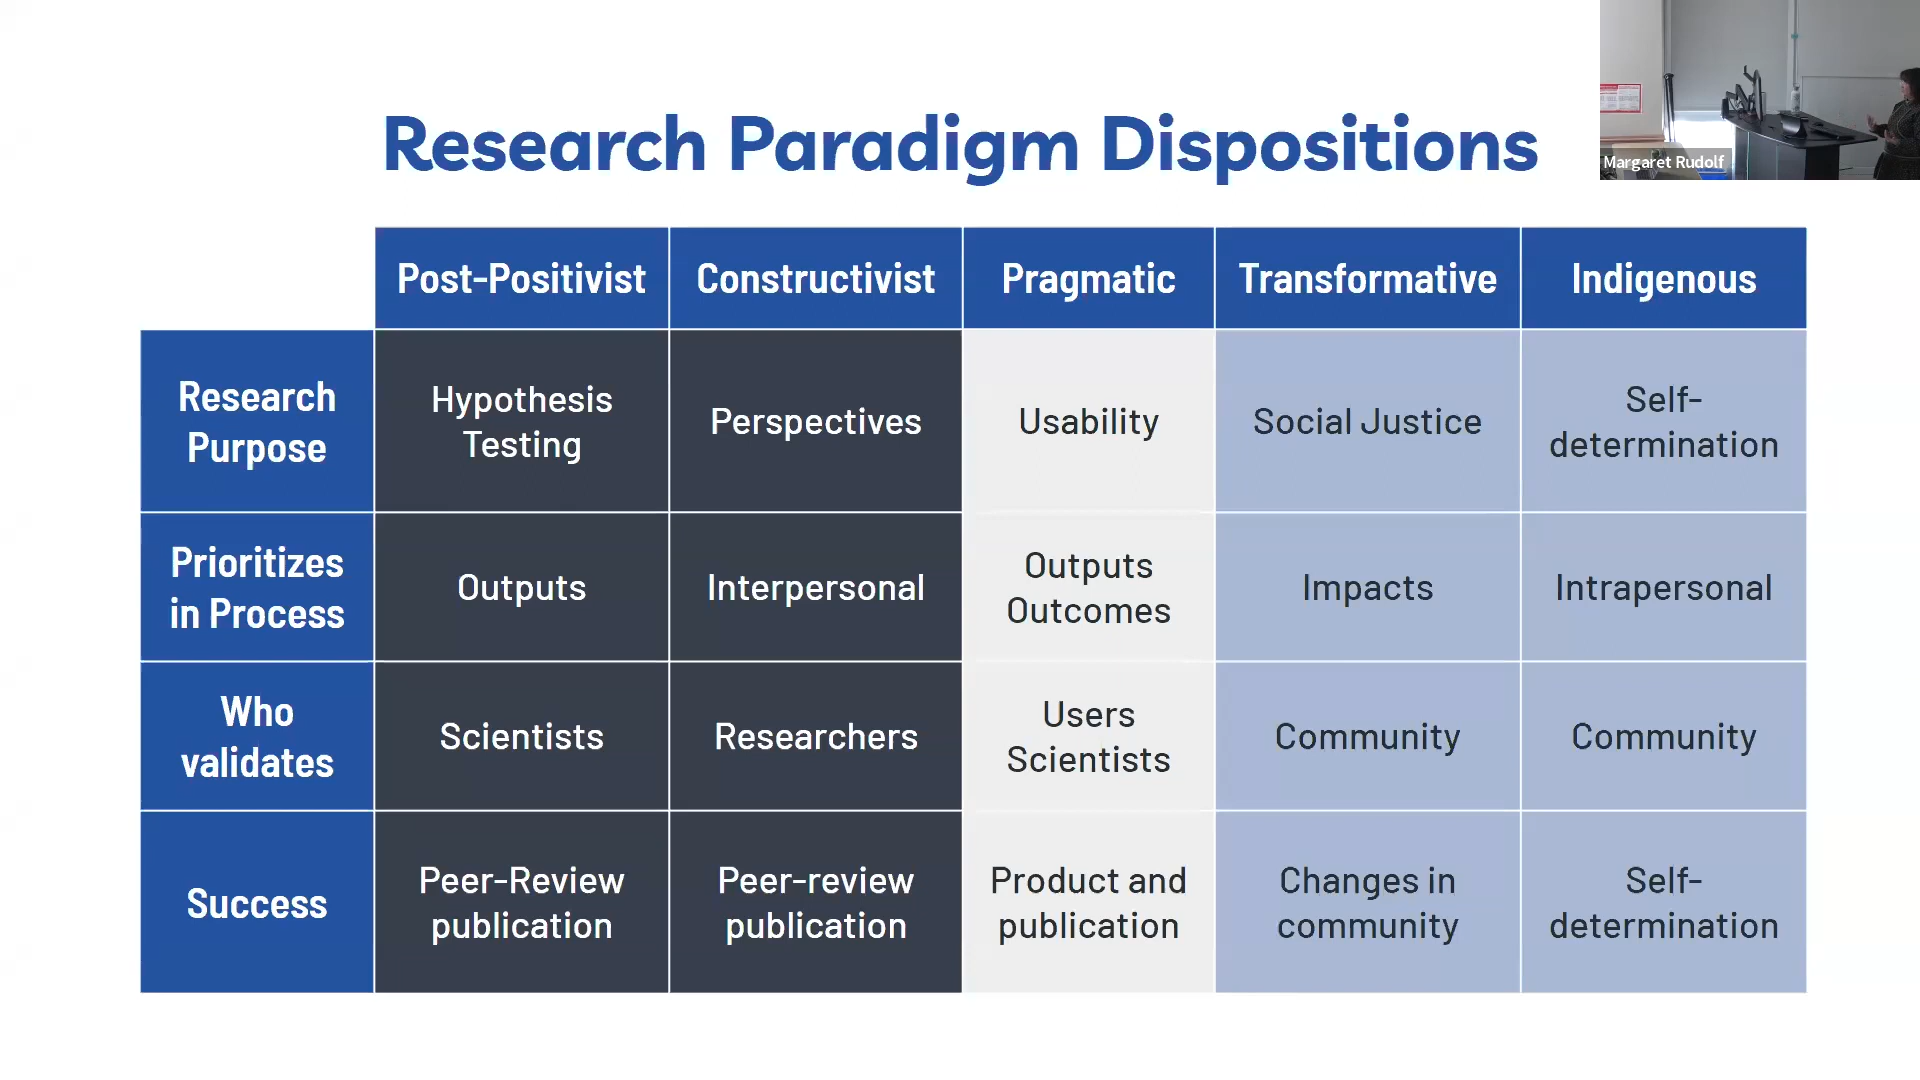 Research Paradigm Dispositions
Margaret Rudolf
Post-Positivist
Constructivist
Pragmatic
Transformative
Indigenous
Research
Purpose
Hypothesis
Testing
Perspectives
Usability
Social Justice
Self-
determination
Prioritizes
in Process
Outputs
Interpersonal
Outputs
Outcomes
Impacts
Intrapersonal
Who
validates
Scientists
Researchers
Users
Scientists
Community
Community
Success
Peer-Review
publication
Peer-review
publication
Product and
publication
Changes in
community
Self-
determination